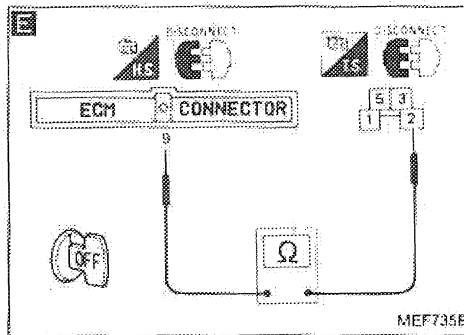 E
DISCONNECT
DISCONNECT
H.S.
T.S.
ECM
CONNECTOR
5 3
1 2
9
OFF
Ω
MEF735E